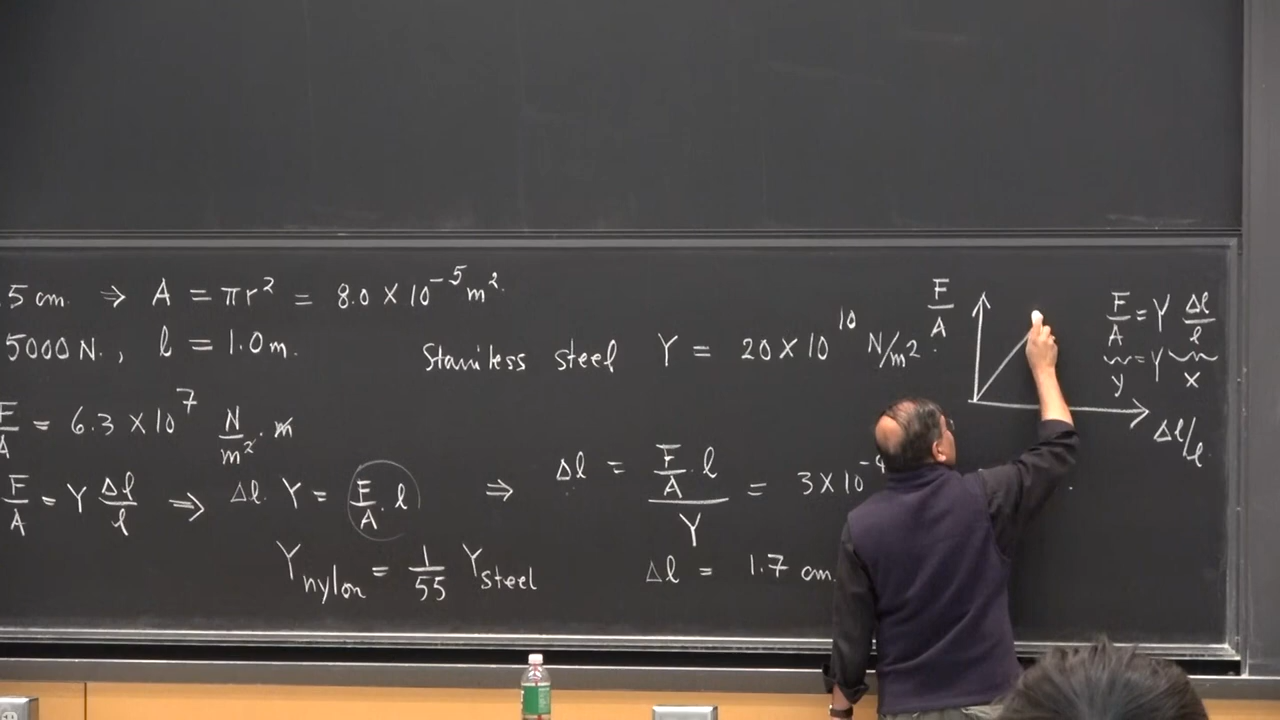 .5 cm. ⇒ A = πr² = 8.0 × 10⁻⁵ m².
5000 N., l = 1.0 m.
Stainless steel Y = 20 × 10¹⁰ N/m².
F/A = 6.3 × 10⁷ N/m².
F/A = Y Δl/l ⇒ Δl. Y = F/A . l ⇒ Δl = (F/A . l)/Y = 3 × 10⁻⁴
Y nylon = 1/55 Y steel
Δl = 1.7 cm.
F/A
Δl/l
F/A = Y Δl/l
y = Y x